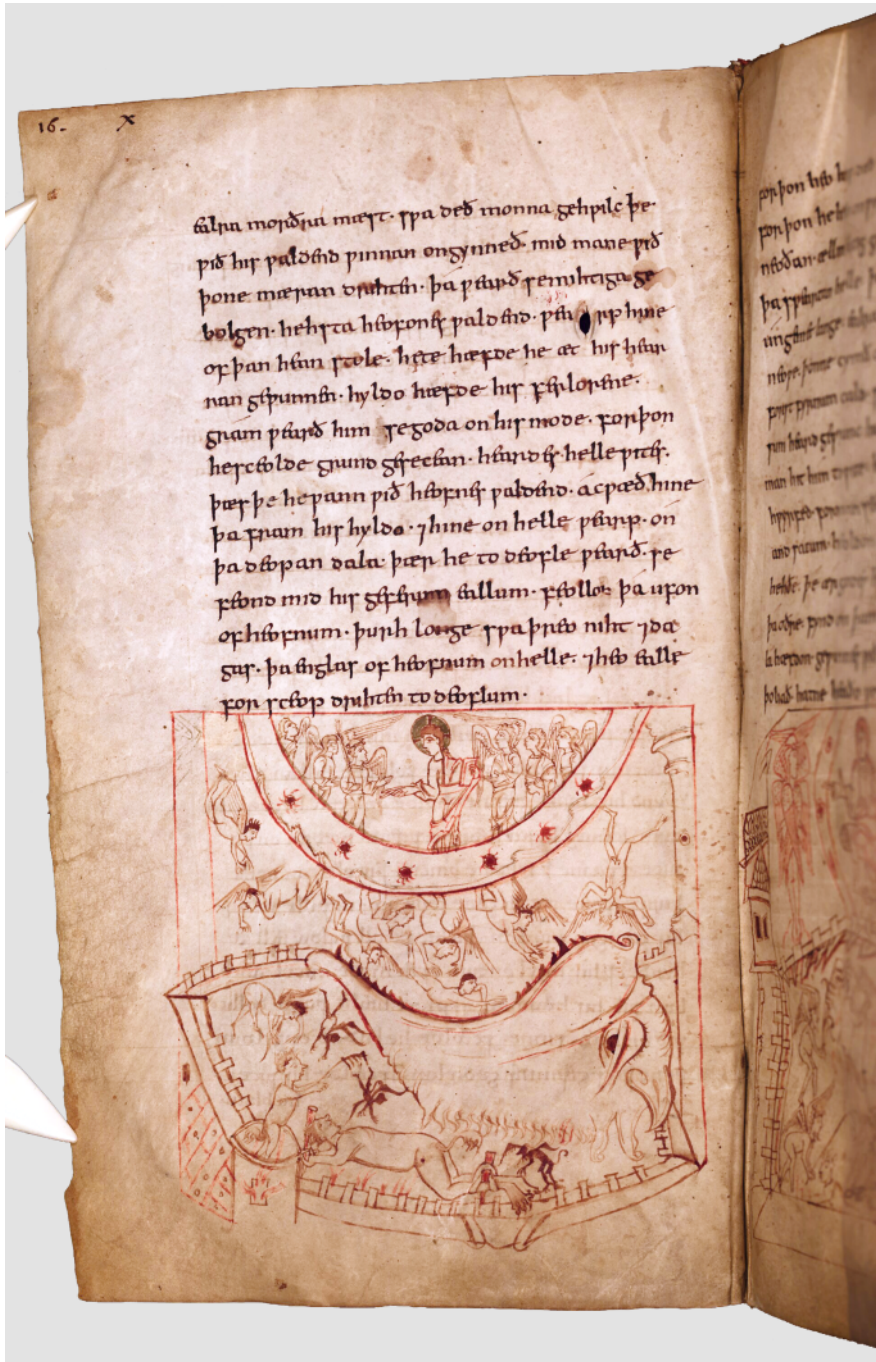 16. x
ealra morðra mæst· sƿa deð monna gehƿilc þe·
ƿið his ƿaldend ƿinnan ongynneð· mid mane ƿið
þone mæran drihten· þa ƿearð se mihtiga ge
bolgen· hehsta heofones ƿaldend· ƿearp hine
of þan hean stole· hete hæfde he æt his hear
ran geƿunnen· hyldo hæfde his ferlorene·
gram ƿearð him se goda on his mode· forþon
he sceolde grund gesecean· heardes helle ƿites·
þæs þe he ƿann ƿið heofnes ƿaldend· acƿæð hine
þa fram his hyldo· ⁊ hine on helle ƿearp· on
þa deopan dala· þær he to deofle ƿearð· se
feond mid his geferum eallum· feollon þa ufon
of heofnum· þurh longe sƿa þreo niht ⁊ da
gas· þa englas of heofnum on helle· ⁊ heo ealle
for sceop drihten to deoflum·
forþon heo
forþon he